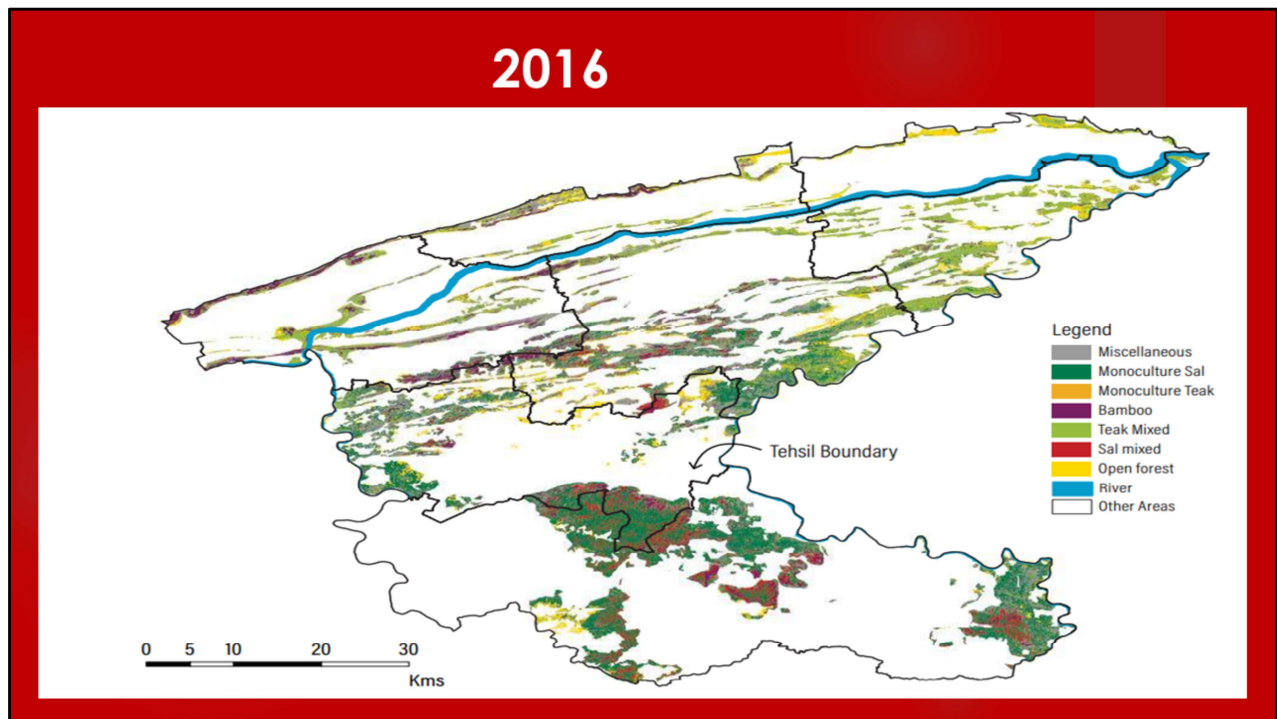 2016
Legend
Miscellaneous
Monoculture Sal
Monoculture Teak
Bamboo
Teak Mixed
Sal mixed
Open forest
River
Other Areas
Tehsil Boundary
0 5 10 20 30
Kms